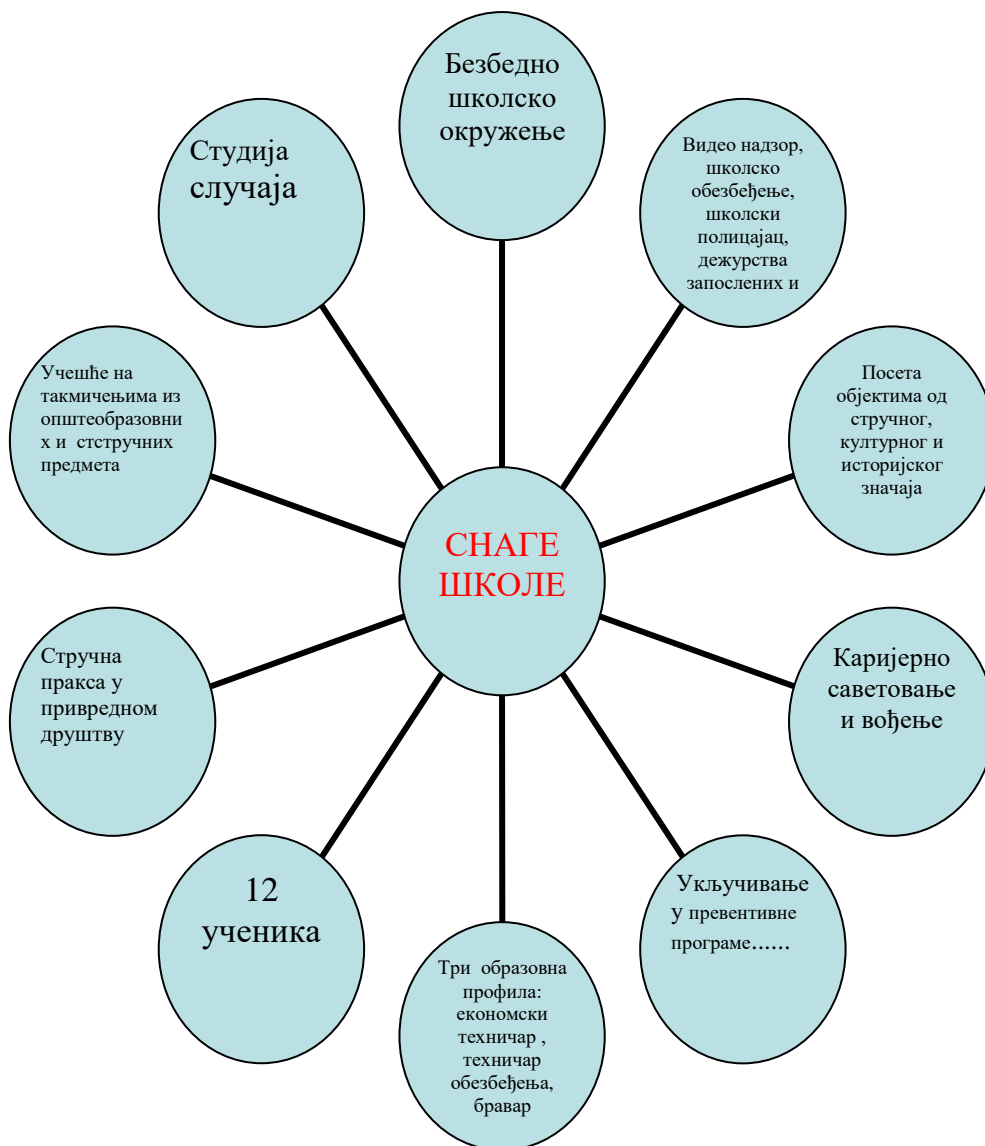 Безбедно
школско
окружење
Видео надзор,
школско
обезбеђење,
школски
полицајац,
дежурства
запослених и
Посета
објектима од
стручног,
културног и
историјског
значаја
Каријерно
саветовање
и вођење
Укључивање
у превентивне
програме......
Три образовна
профила:
економски
техничар ,
техничар
обезбеђења,
бравар
12
ученика
Стручна
пракса у
привредном
друштву
Учешће на
такмичењима из
општеобразовни
х и стстручних
предмета
Студија
случаја
СНАГЕ
ШКОЛЕ